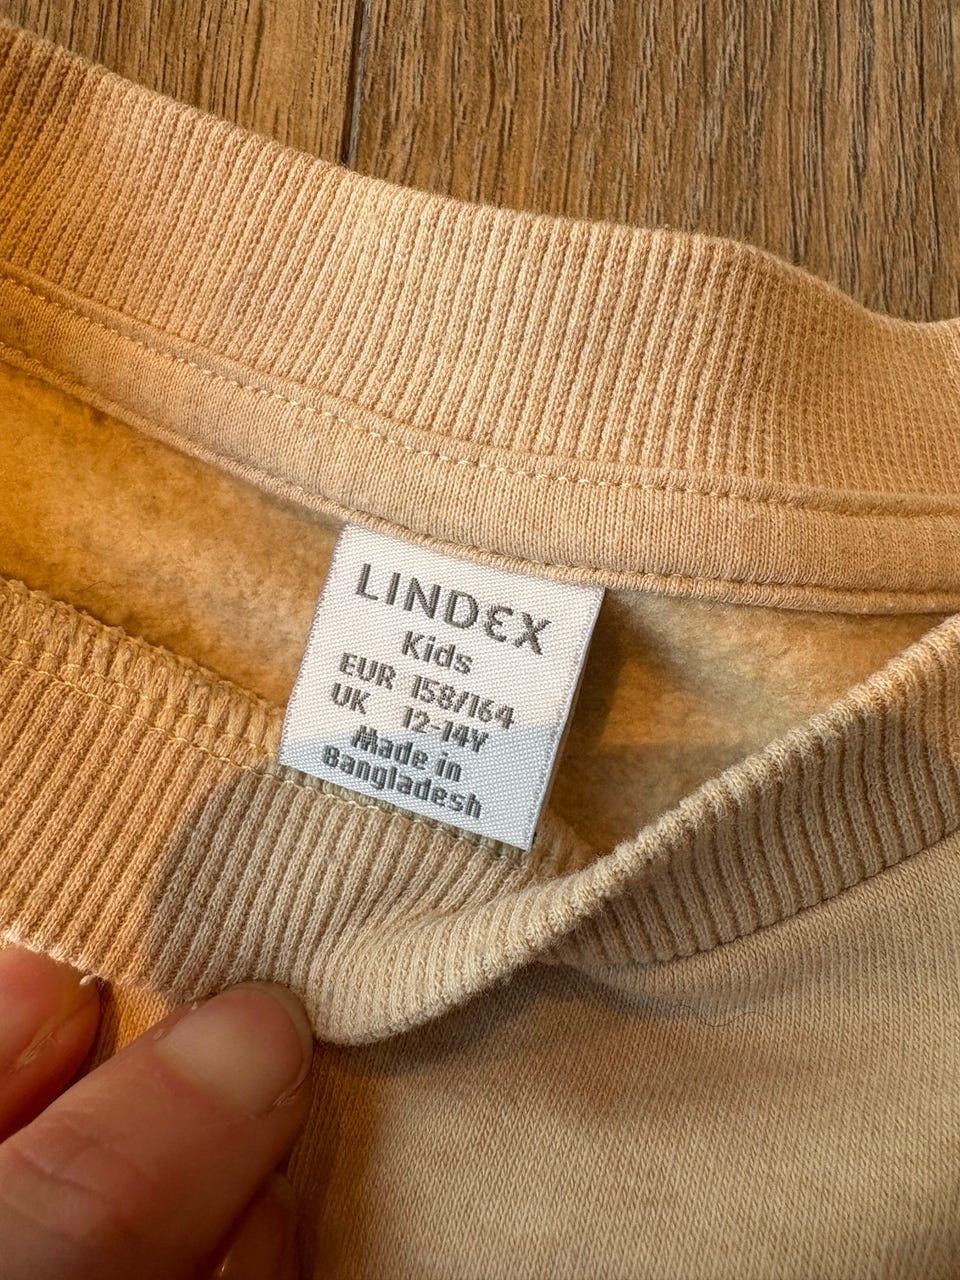 LINDEX
Kids
EUR 158/164
UK 12-14Y
Made in
Bangladesh